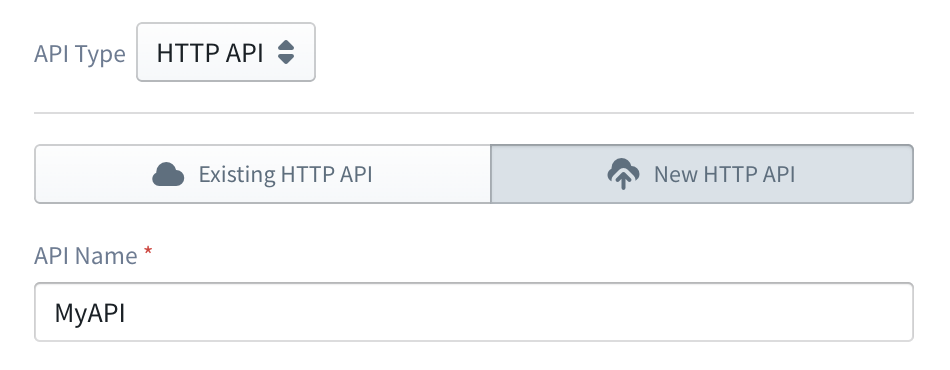 API Type HTTP API
Existing HTTP API New HTTP API
API Name *
MyAPI